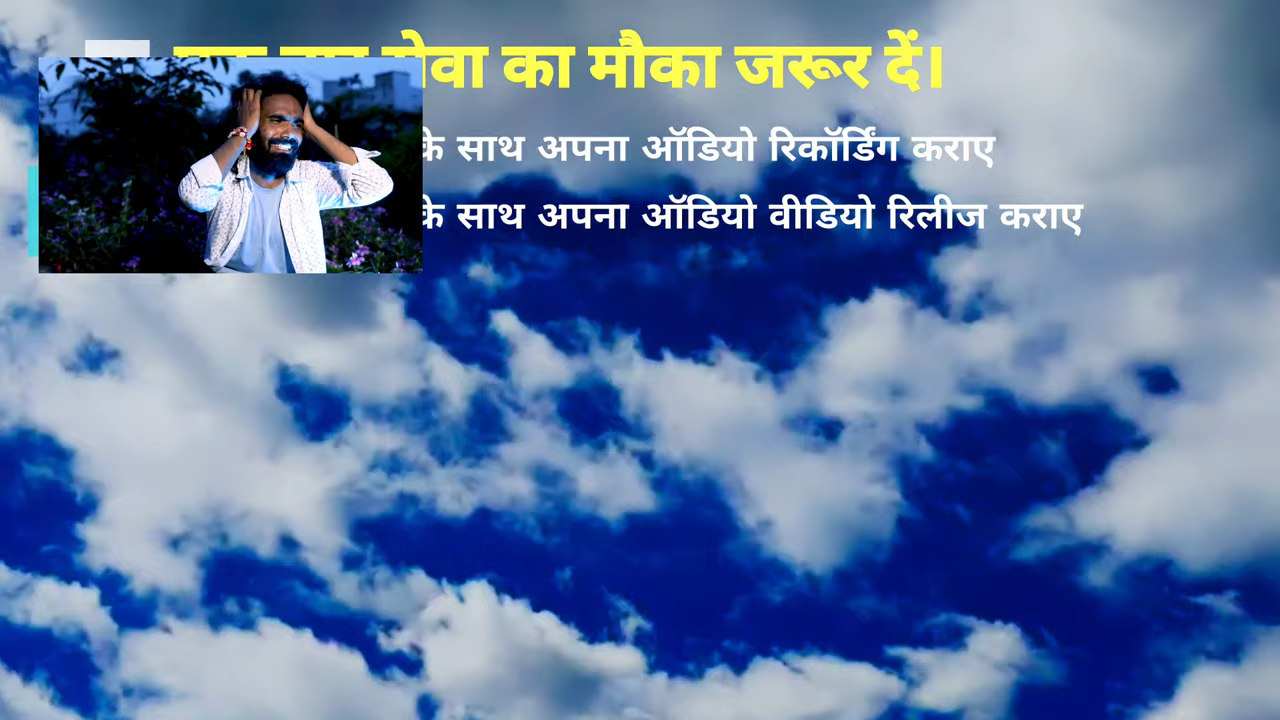 का मौका जरूर दें।
के साथ अपना ऑडियो रिकॉर्डिंग कराए
के साथ अपना ऑडियो वीडियो रिलीज कराए